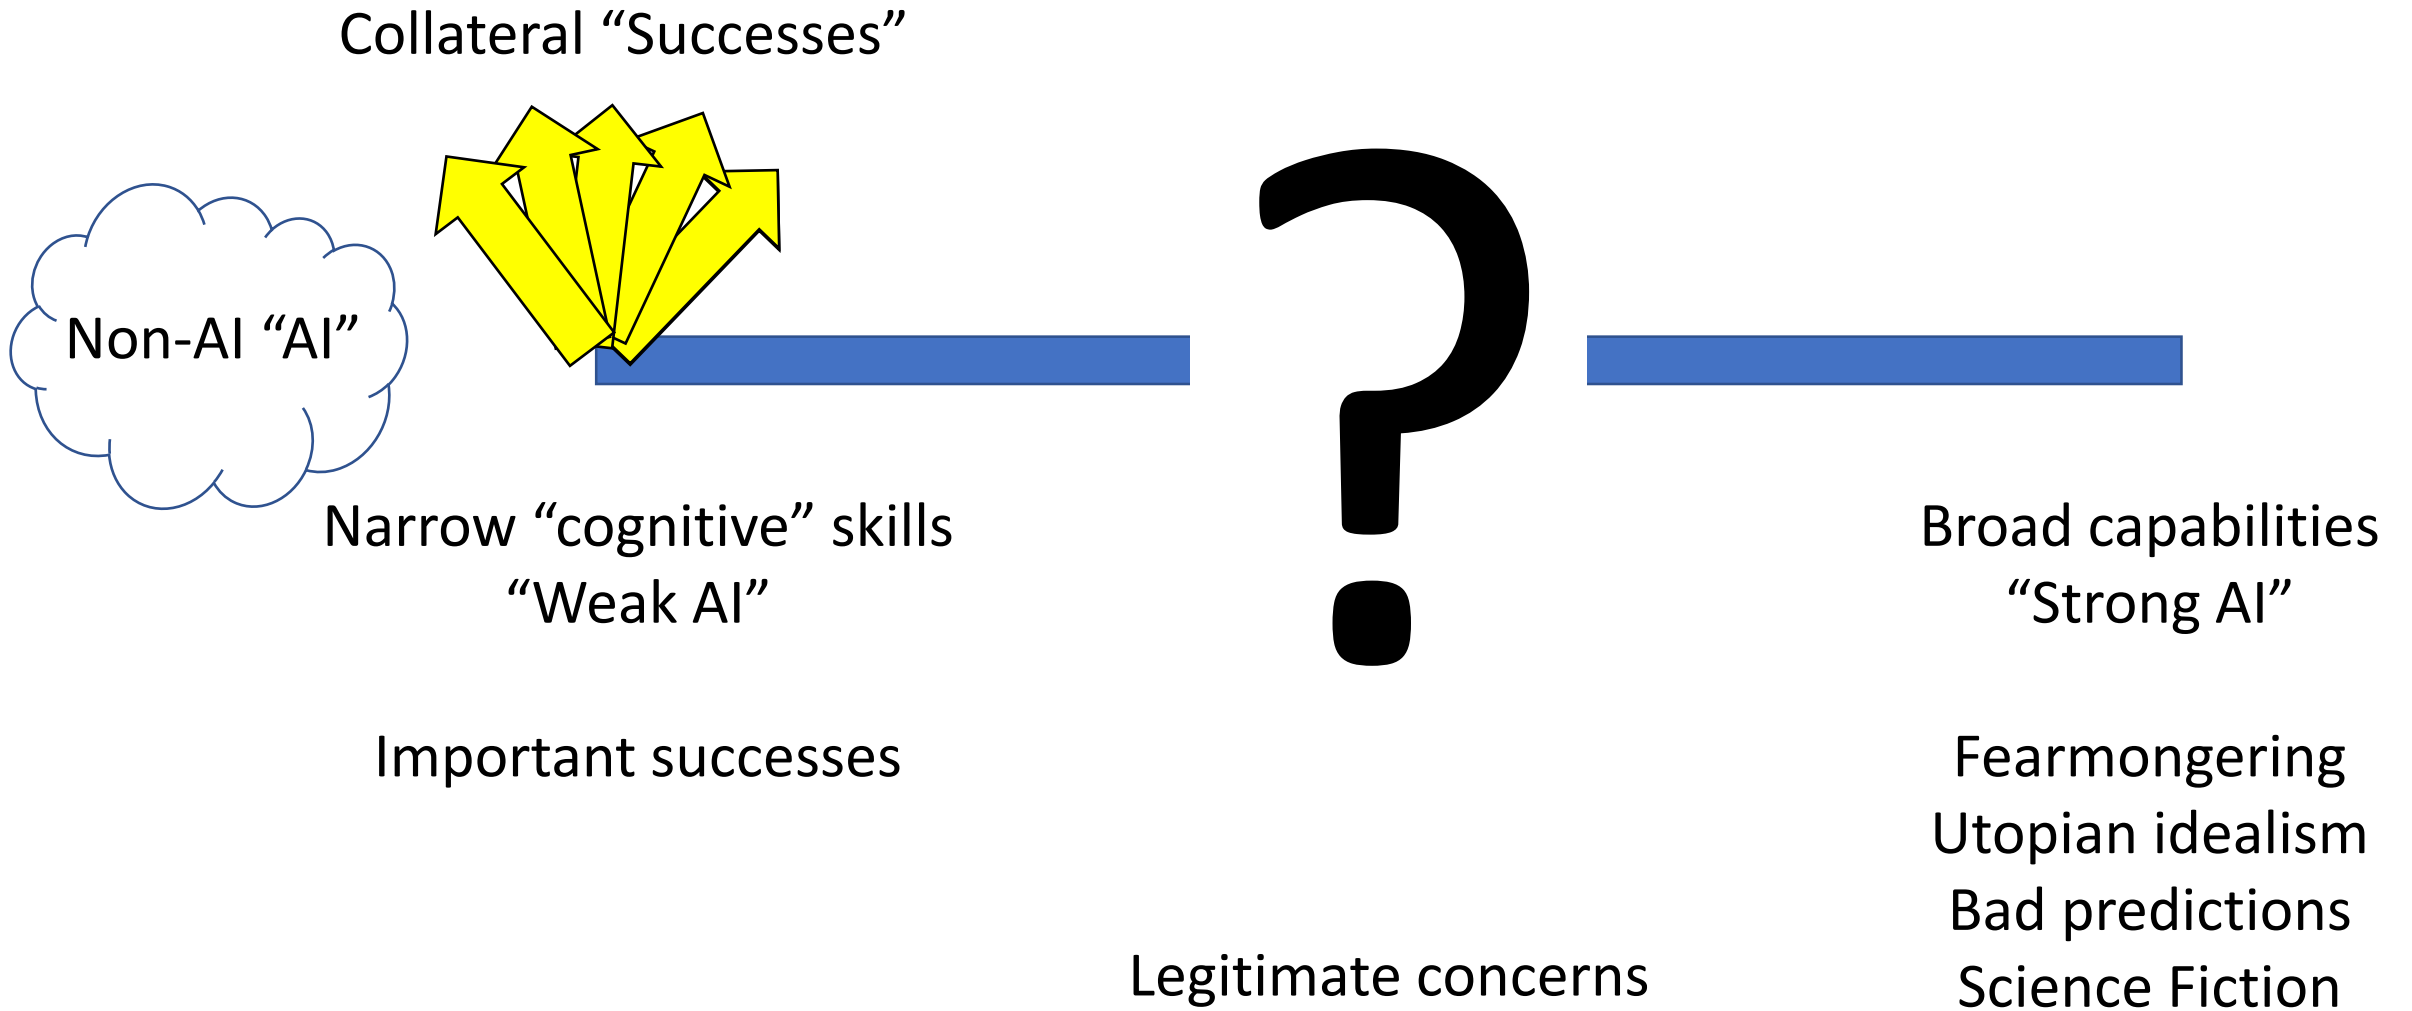 Collateral “Successes”
Non-AI “AI”
?
Narrow “cognitive” skills
“Weak AI”
Important successes
Legitimate concerns
Broad capabilities
“Strong AI”
Fearmongering
Utopian idealism
Bad predictions
Science Fiction